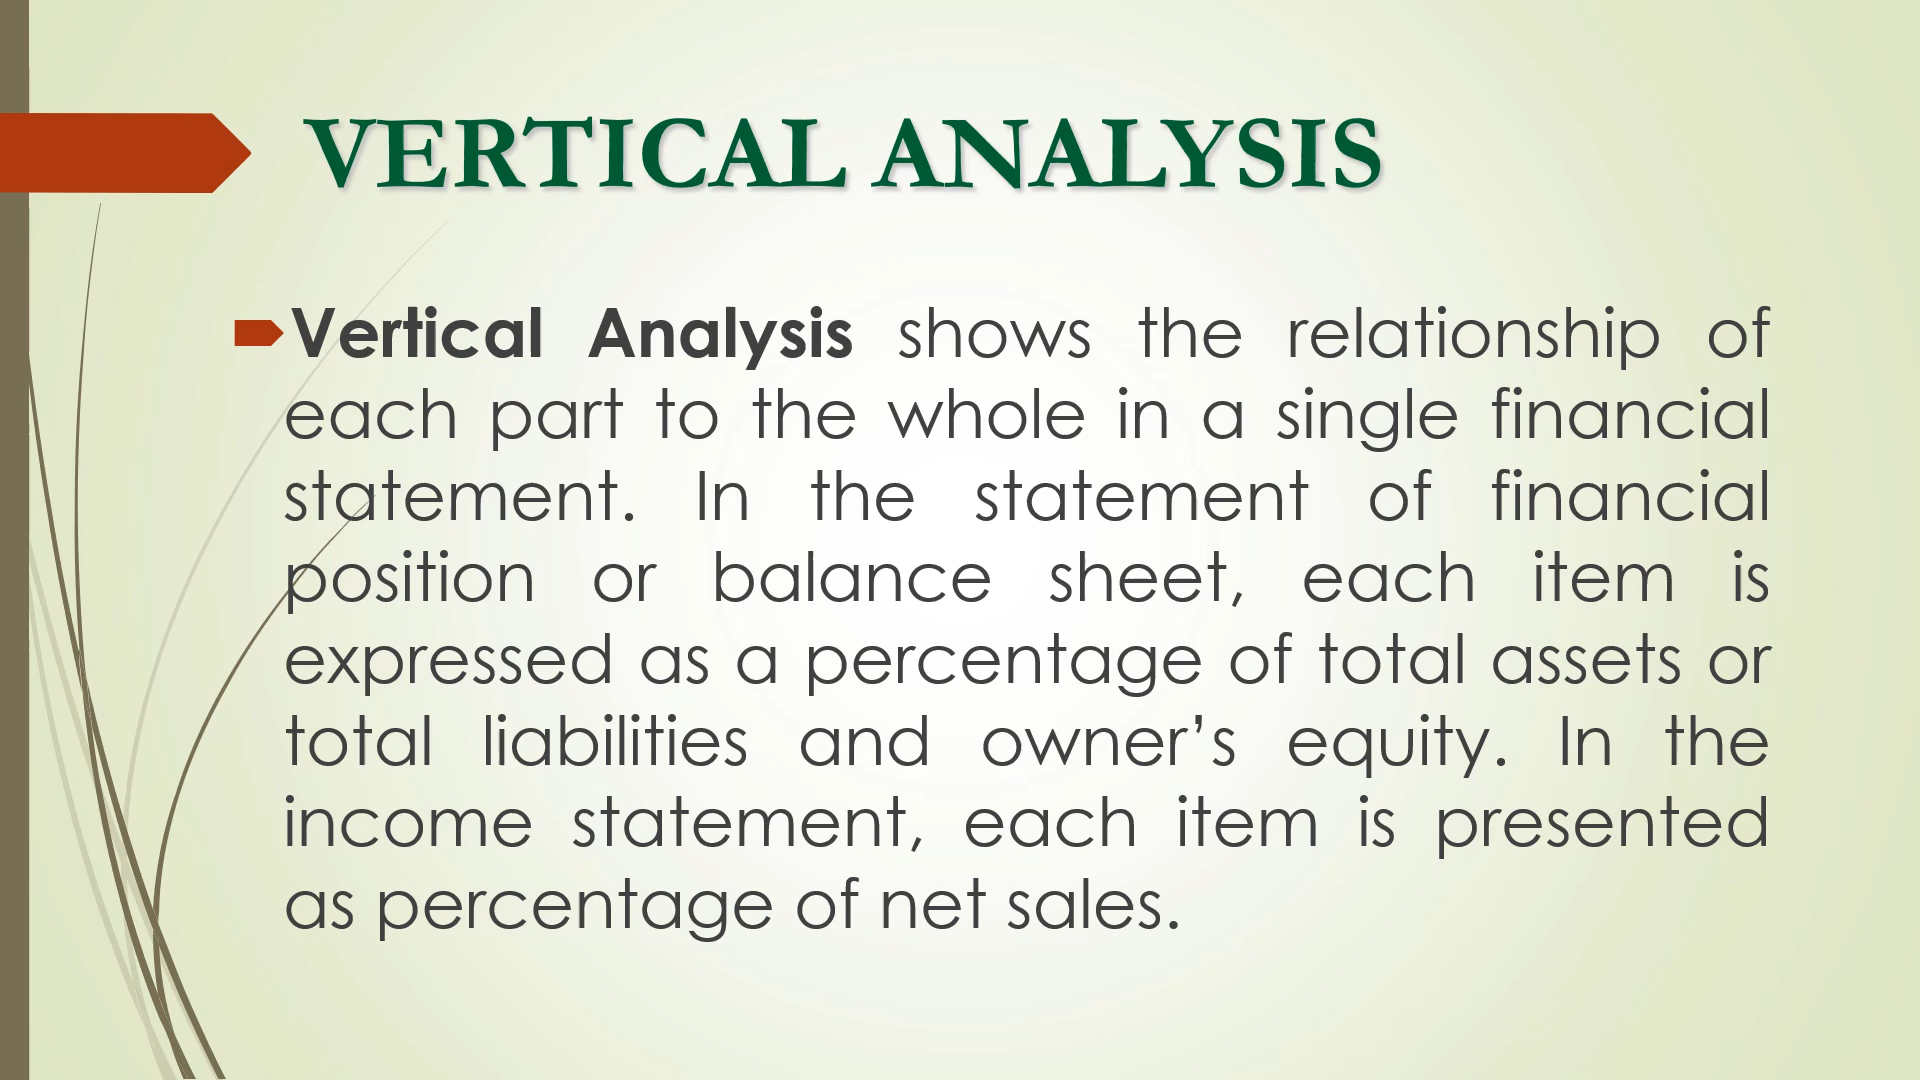 VERTICAL ANALYSIS
Vertical Analysis shows the relationship of
each part to the whole in a single financial
statement. In the statement of financial
position or balance sheet, each item is
expressed as a percentage of total assets or
total liabilities and owner’s equity. In the
income statement, each item is presented
as percentage of net sales.